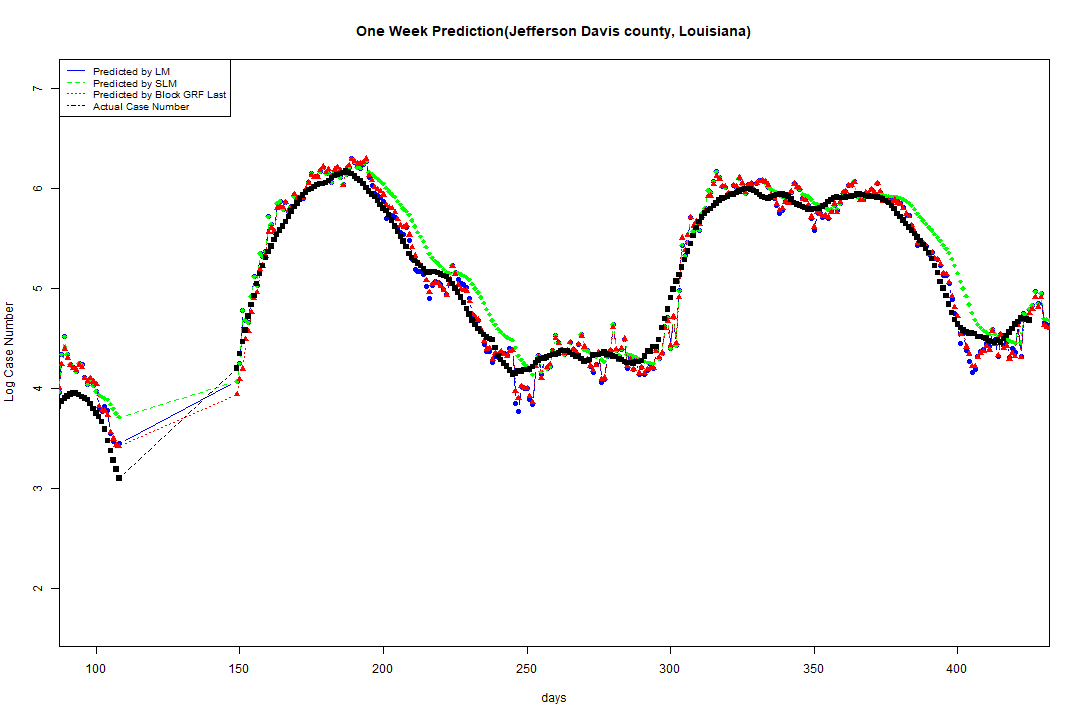 One Week Prediction(Jefferson Davis county, Louisiana)
Predicted by LM
Predicted by SLM
Predicted by Block GRF Last
Actual Case Number
7
6
5
4
3
2
Log Case Number
100 150 200 250 300 350 400
days